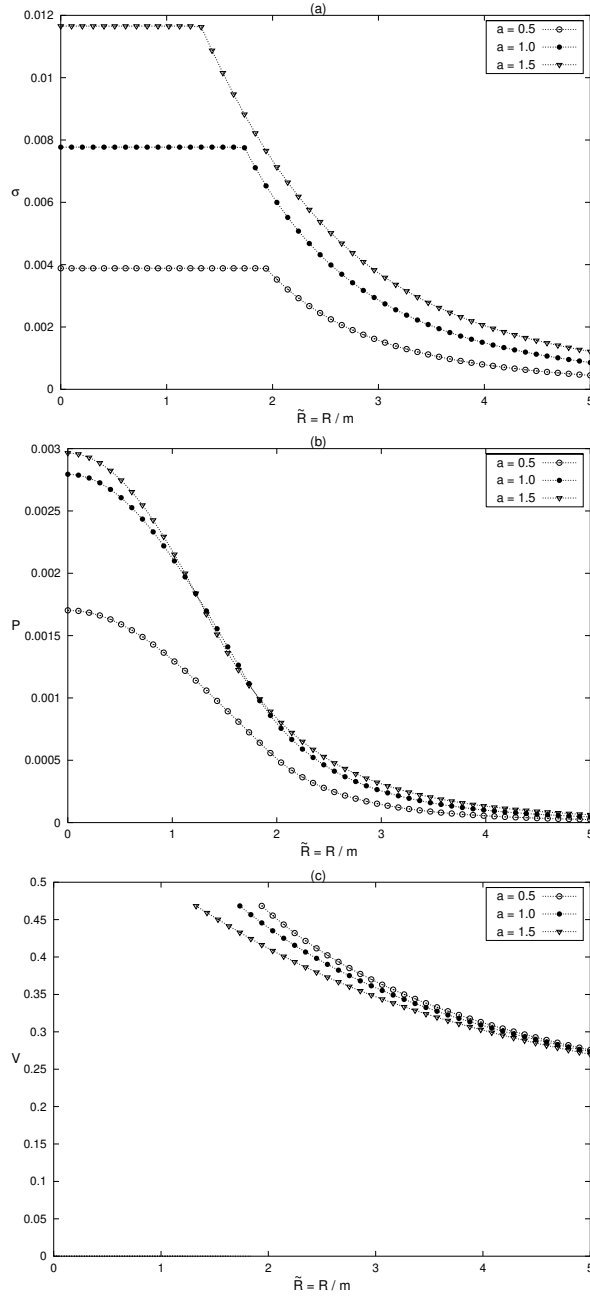 (a)
0.012
0.01
0.008
0.006
0.004
0.002
0
σ
a = 0.5
a = 1.0
a = 1.5
0 1 2 3 4 5
R̃ = R / m
(b)
0.003
0.0025
0.002
0.0015
0.001
0.0005
0
P
a = 0.5
a = 1.0
a = 1.5
0 1 2 3 4 5
R̃ = R / m
(c)
0.5
0.45
0.4
0.35
0.3
0.25
0.2
0.15
0.1
0.05
0
V
a = 0.5
a = 1.0
a = 1.5
0 1 2 3 4 5
R̃ = R / m